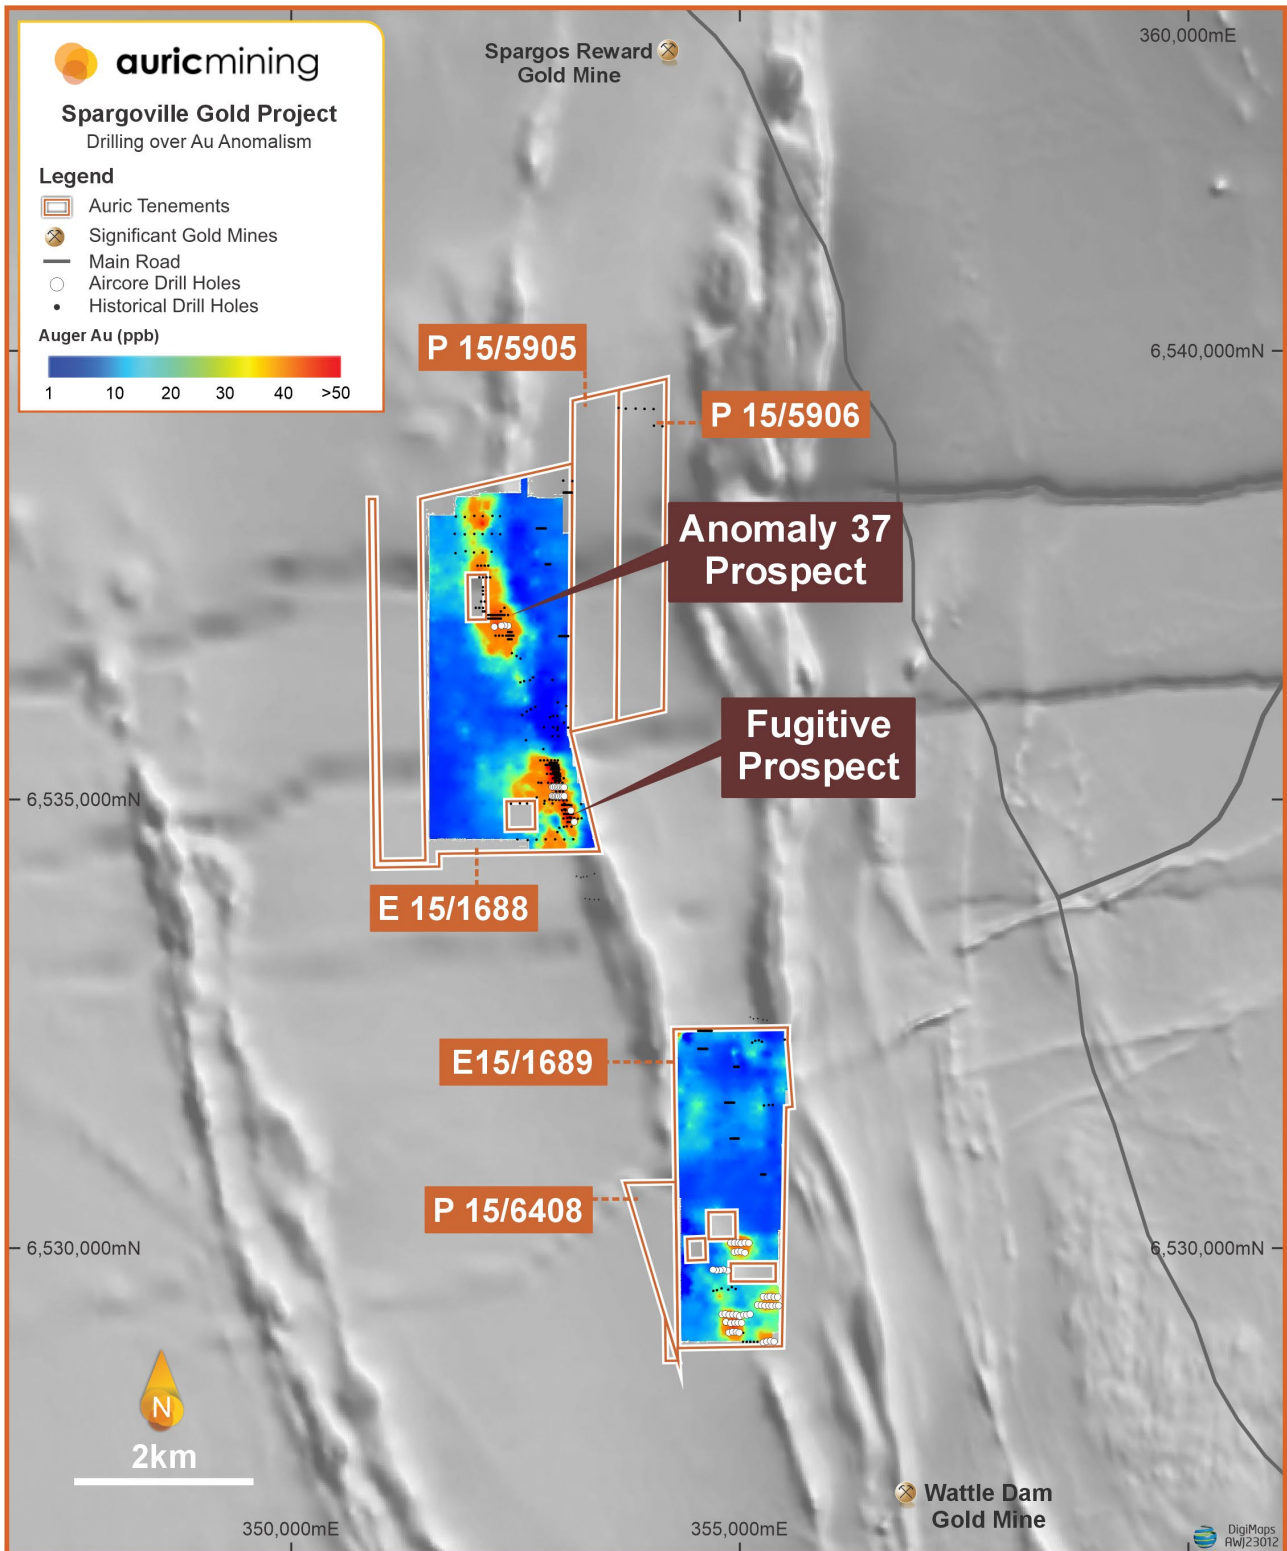 auricmining
Spargoville Gold Project
Drilling over Au Anomalism
Legend
Auric Tenements
Significant Gold Mines
Main Road
Aircore Drill Holes
Historical Drill Holes
Auger Au (ppb)
1 10 20 30 40 >50
Spargos Reward
Gold Mine
360,000mE
6,540,000mN
P 15/5905
P 15/5906
Anomaly 37
Prospect
Fugitive
Prospect
6,535,000mN
E 15/1688
E15/1689
P 15/6408
6,530,000mN
6,530,000mN
N
2km
Wattle Dam
Gold Mine
350,000mE
355,000mE
DigiMaps
AWJ23012